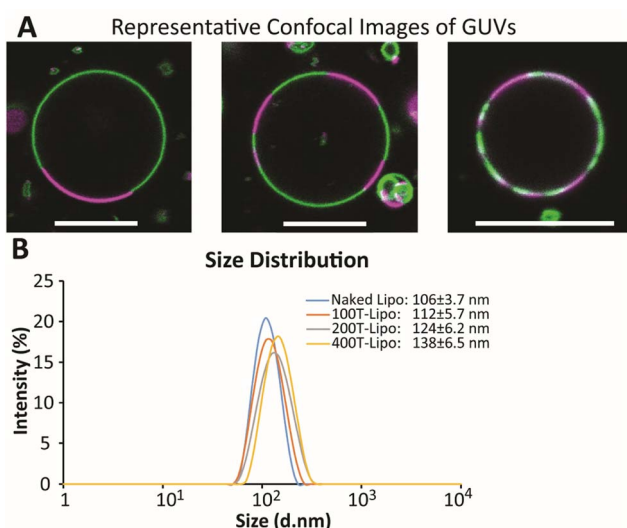 A
Representative Confocal Images of GUVs
B
Size Distribution
25
20
15
10
5
0
Intensity (%)
Naked Lipo: 106±3.7 nm
100T-Lipo: 112±5.7 nm
200T-Lipo: 124±6.2 nm
400T-Lipo: 138±6.5 nm
1 10¹ 10² 10³ 10⁴
Size (d.nm)